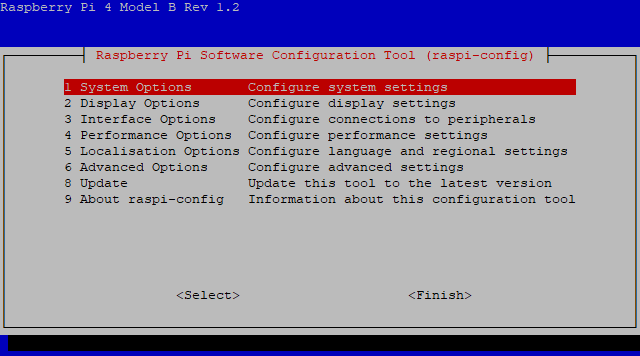 Raspberry Pi 4 Model B Rev 1.2
Raspberry Pi Software Configuration Tool (raspi-config)
1 System Options Configure system settings
2 Display Options Configure display settings
3 Interface Options Configure connections to peripherals
4 Performance Options Configure performance settings
5 Localisation Options Configure language and regional settings
6 Advanced Options Configure advanced settings
8 Update Update this tool to the latest version
9 About raspi-config Information about this configuration tool
<Select> <Finish>